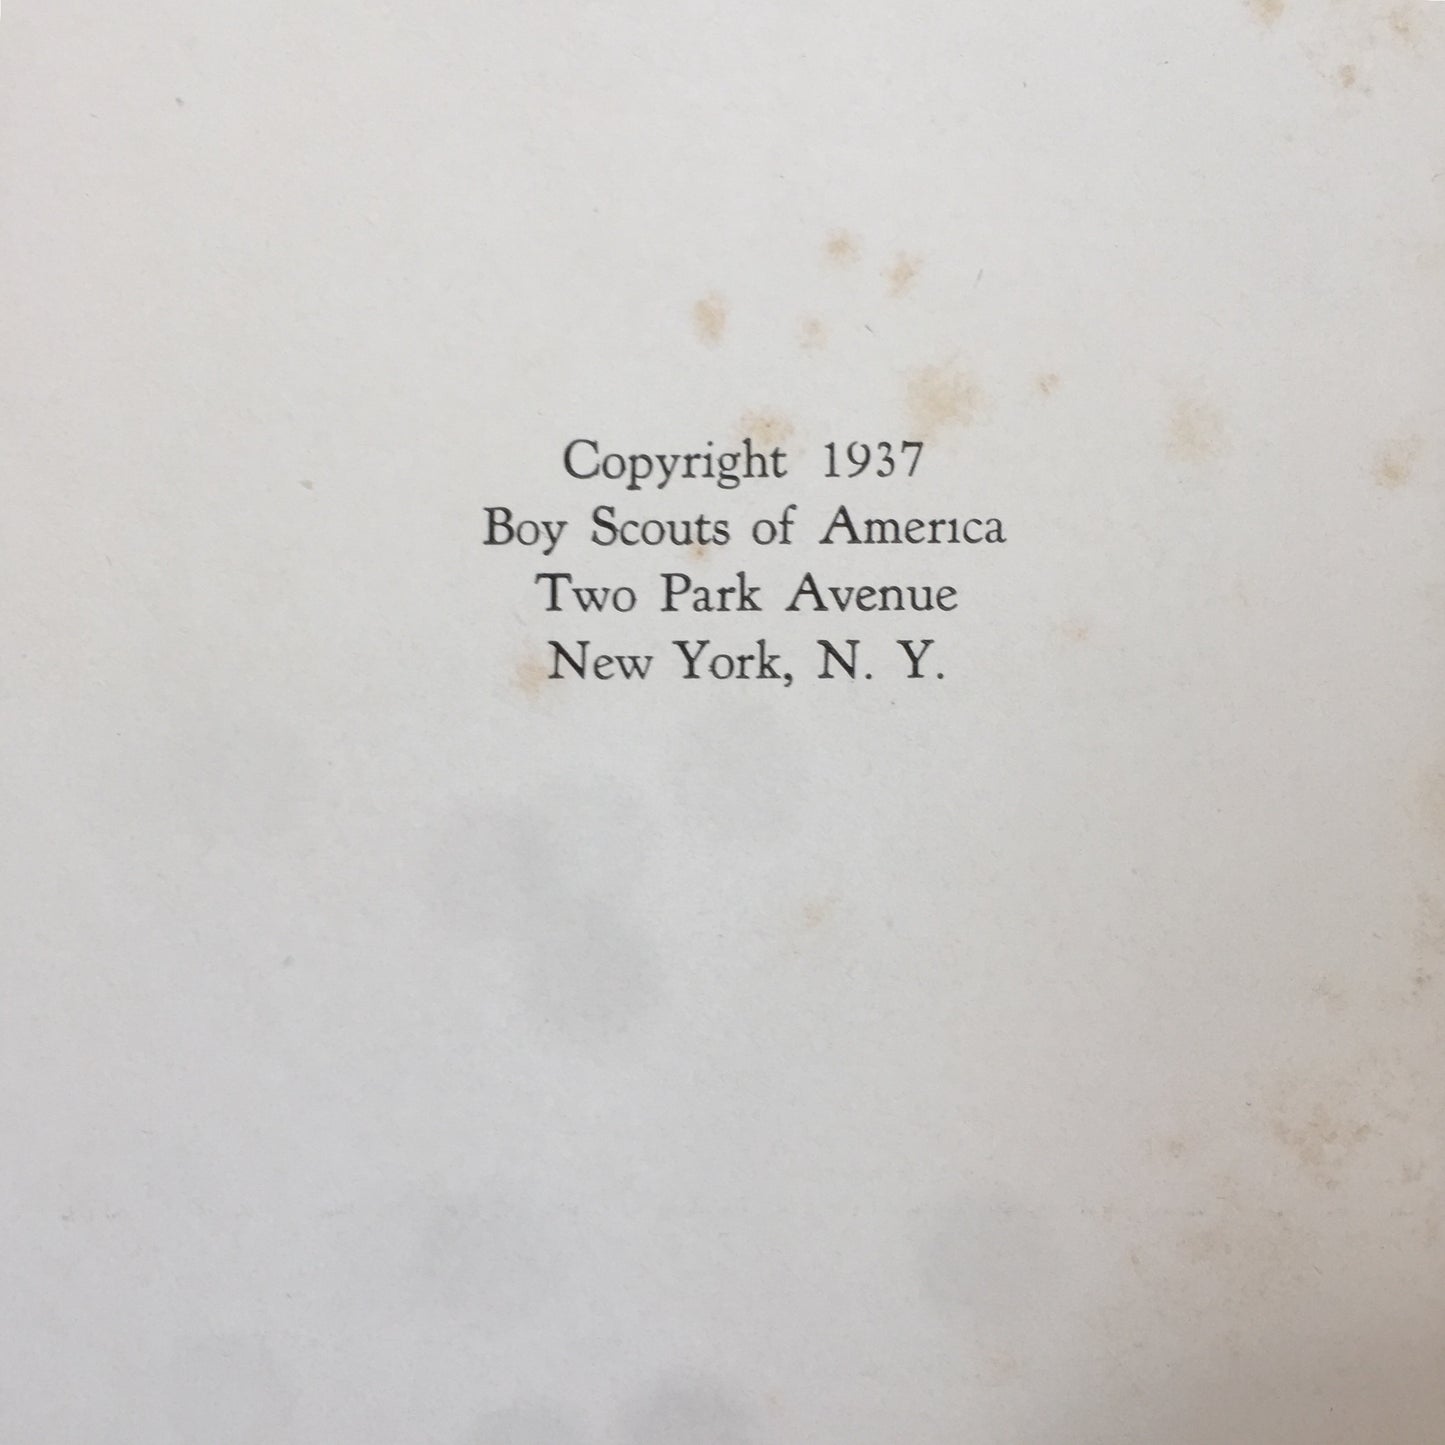 Copyright 1937
Boy Scouts of America
Two Park Avenue
New York, N. Y.